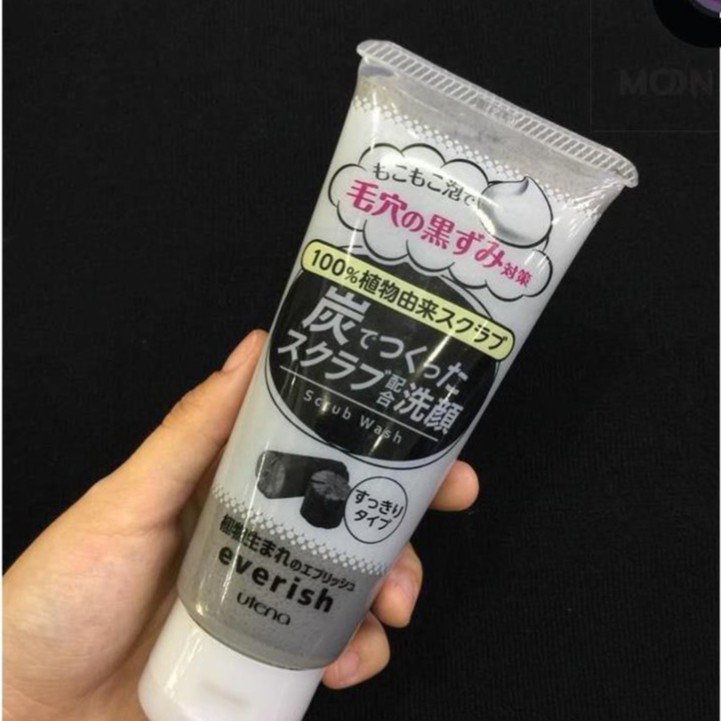 MOON
もこもこ泡で
毛穴の黒ずみ対策
100%植物由来スクラブ
炭でつくった
スクラブ配合洗顔
Scrub Wash
すっきり
タイプ
植物生まれのエブリッシュ
everish
utena